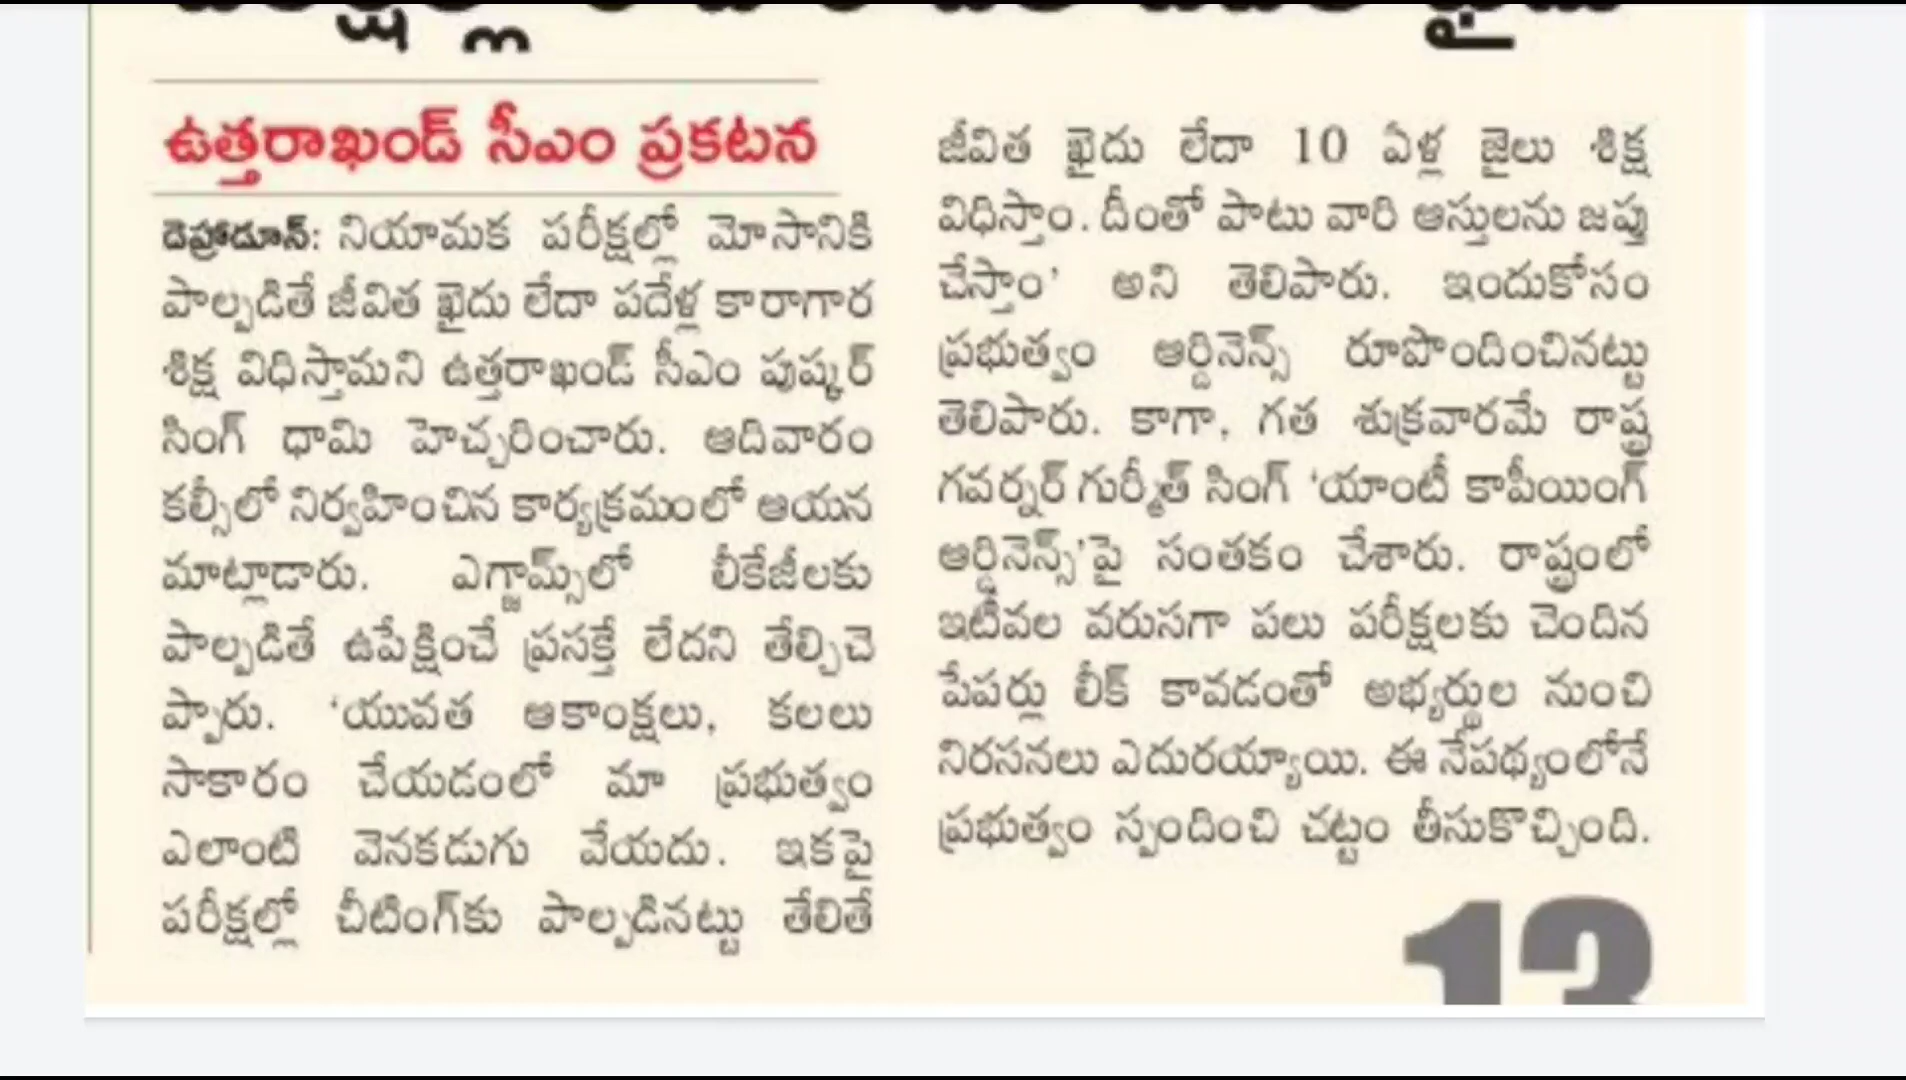 ఉత్తరాఖండ్ సీఎం ప్రకటన
డెహ్రాడూన్: నియామక పరీక్షల్లో మోసానికి
పాల్పడితే జీవిత ఖైదు లేదా పదేళ్ల కారాగార
శిక్ష విధిస్తామని ఉత్తరాఖండ్ సీఎం పుష్కర్
సింగ్ ధామి హెచ్చరించారు. ఆదివారం
కల్సీలో నిర్వహించిన కార్యక్రమంలో ఆయన
మాట్లాడారు. ఎగ్జామ్స్‌లో లీకేజీలకు
పాల్పడితే ఉపేక్షించే ప్రసక్తే లేదని తేల్చిచె
ప్పారు. ‘యువత ఆకాంక్షలు, కలలు
సాకారం చేయడంలో మా ప్రభుత్వం
ఎలాంటి వెనకడుగు వేయదు. ఇకపై
పరీక్షల్లో చీటింగ్‌కు పాల్పడినట్టు తేలితే
జీవిత ఖైదు లేదా 10 ఏళ్ల జైలు శిక్ష
విధిస్తాం. దీంతో పాటు వారి ఆస్తులను జప్తు
చేస్తాం’ అని తెలిపారు. ఇందుకోసం
ప్రభుత్వం ఆర్డినెన్స్ రూపొందించినట్టు
తెలిపారు. కాగా, గత శుక్రవారమే రాష్ట్ర
గవర్నర్ గుర్మీత్ సింగ్ ‘యాంటీ కాపీయింగ్
ఆర్డినెన్స్’పై సంతకం చేశారు. రాష్ట్రంలో
ఇటీవల వరుసగా పలు పరీక్షలకు చెందిన
పేపర్లు లీక్ కావడంతో అభ్యర్థుల నుంచి
నిరసనలు ఎదురయ్యాయి. ఈ నేపథ్యంలోనే
ప్రభుత్వం స్పందించి చట్టం తీసుకొచ్చింది.